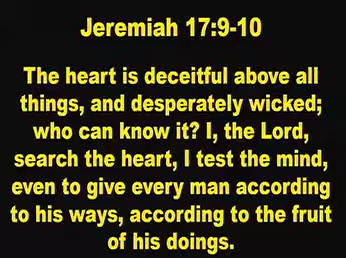 Jeremiah 17:9-10
The heart is deceitful above all
things, and desperately wicked;
who can know it? I, the Lord,
search the heart, I test the mind,
even to give every man according
to his ways, according to the fruit
of his doings.